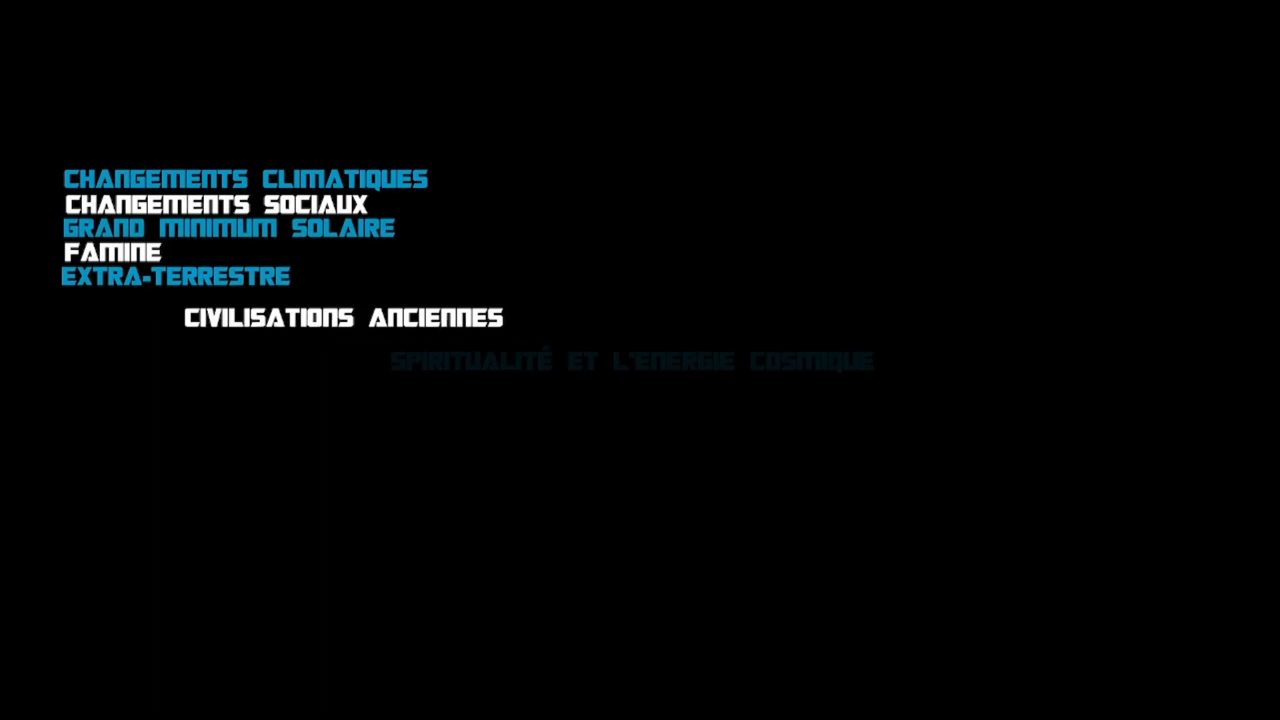 CHANGEMENTS CLIMATIQUES
CHANGEMENTS SOCIAUX
GRAND MINIMUM SOLAIRE
FAMINE
EXTRA-TERRESTRE
CIVILISATIONS ANCIENNES
SPIRITUALITÉ ET L'ENERGIE COSMIQUE